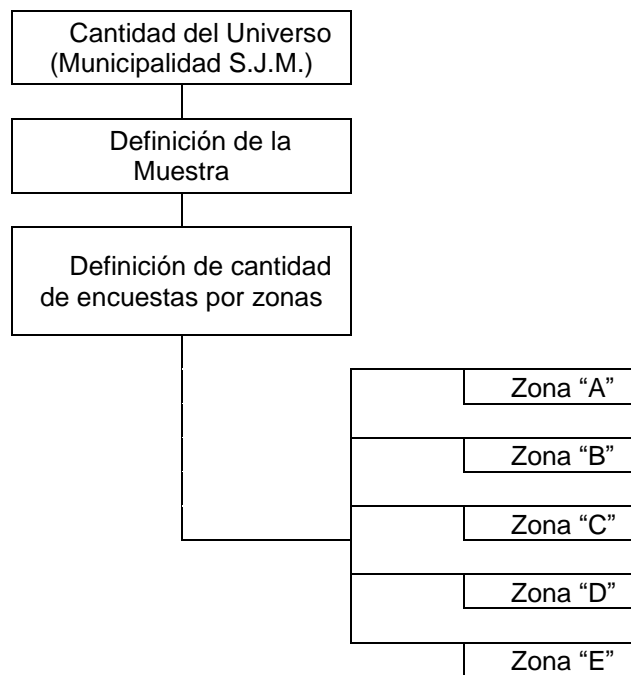 Cantidad del Universo
(Municipalidad S.J.M.)
Definición de la
Muestra
Definición de cantidad
de encuestas por zonas
Zona “A”
Zona “B”
Zona “C”
Zona “D”
Zona “E”